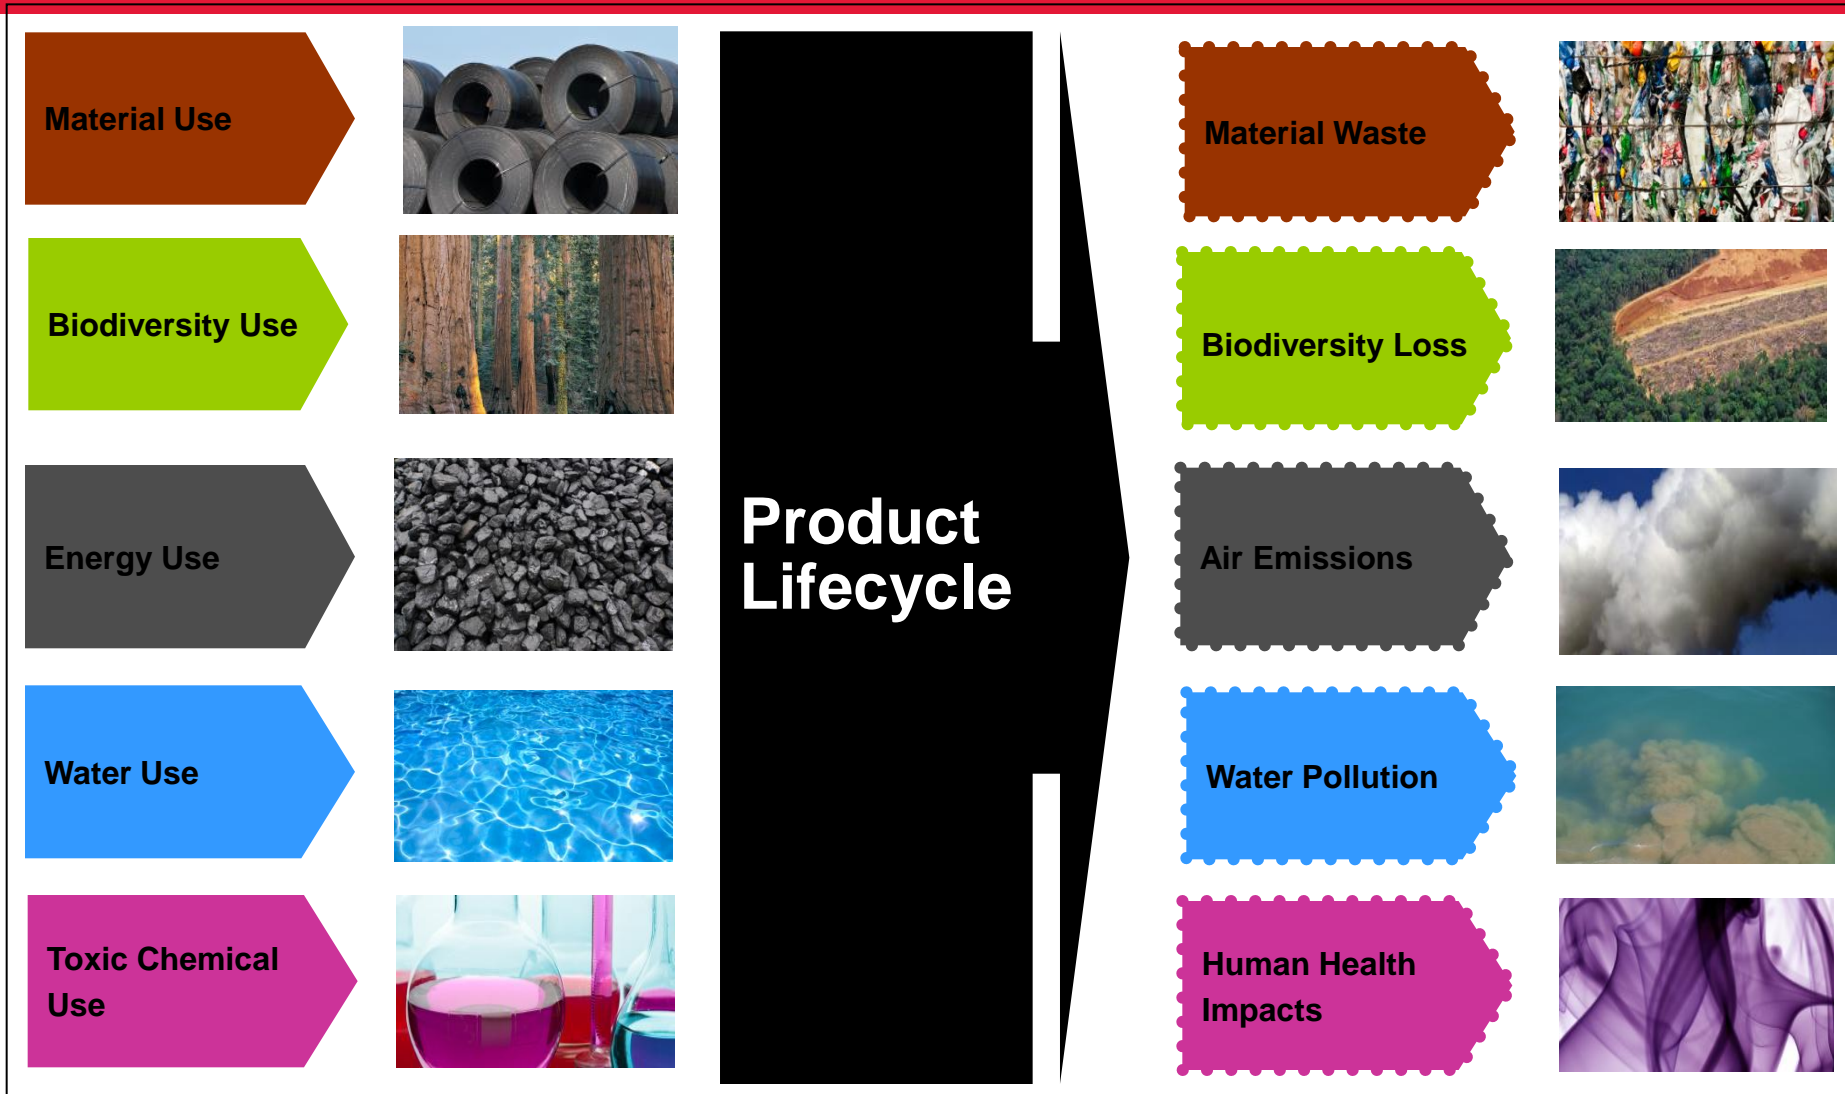 Material Use
Biodiversity Use
Energy Use
Water Use
Toxic Chemical
Use
Product
Lifecycle
Material Waste
Biodiversity Loss
Air Emissions
Water Pollution
Human Health
Impacts